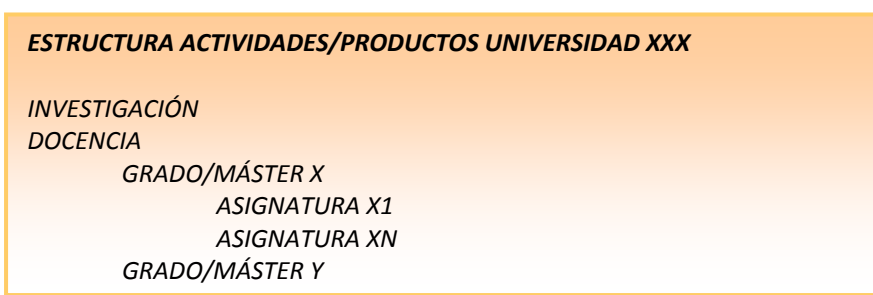 ESTRUCTURA ACTIVIDADES/PRODUCTOS UNIVERSIDAD XXX
INVESTIGACIÓN
DOCENCIA
GRADO/MÁSTER X
ASIGNATURA X1
ASIGNATURA XN
GRADO/MÁSTER Y